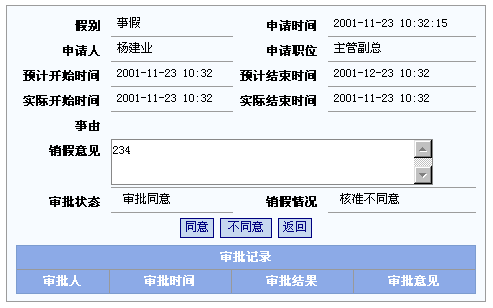 假别 事假 申请时间 2001-11-23 10:32:15
申请人 杨建业 申请职位 主管副总
预计开始时间 2001-11-23 10:32 预计结束时间 2001-12-23 10:32
实际开始时间 2001-11-23 10:32 实际结束时间 2001-11-23 10:32
事由
销假意见 234
审批状态 审批同意 销假情况 核准不同意
同意 不同意 返回
审批记录
审批人 审批时间 审批结果 审批意见